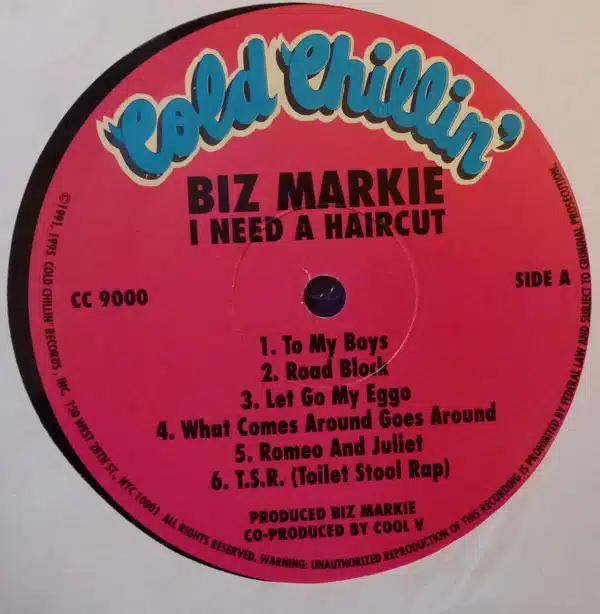 Cold Chillin'
BIZ MARKIE
I NEED A HAIRCUT
CC 9000
SIDE A
1. To My Boys
2. Road Block
3. Let Go My Eggo
4. What Comes Around Goes Around
5. Romeo And Juliet
6. T.S.R. (Toilet Stool Rap)
PRODUCED BIZ MARKIE
CO-PRODUCED BY COOL V
©1991, 1995 COLD CHILLIN' RECORDS, INC. 150 WEST 28TH ST., NYC 10001 ALL RIGHTS RESERVED. WARNING: UNAUTHORIZED REPRODUCTION OF THIS RECORDING IS PROHIBITED BY FEDERAL LAW AND SUBJECT TO CRIMINAL PROSECUTION.